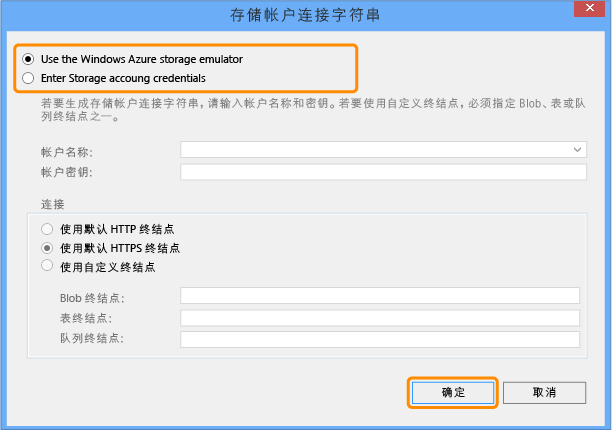 存储帐户连接字符串
Use the Windows Azure storage emulator
Enter Storage accoung credentials
若要生成存储帐户连接字符串，请输入帐户名称和密钥。若要使用自定义终结点，必须指定 Blob、表或队
列终结点之一。
帐户名称：
帐户密钥：
连接
使用默认 HTTP 终结点
使用默认 HTTPS 终结点
使用自定义终结点
Blob 终结点：
表终结点：
队列终结点：
确定 取消